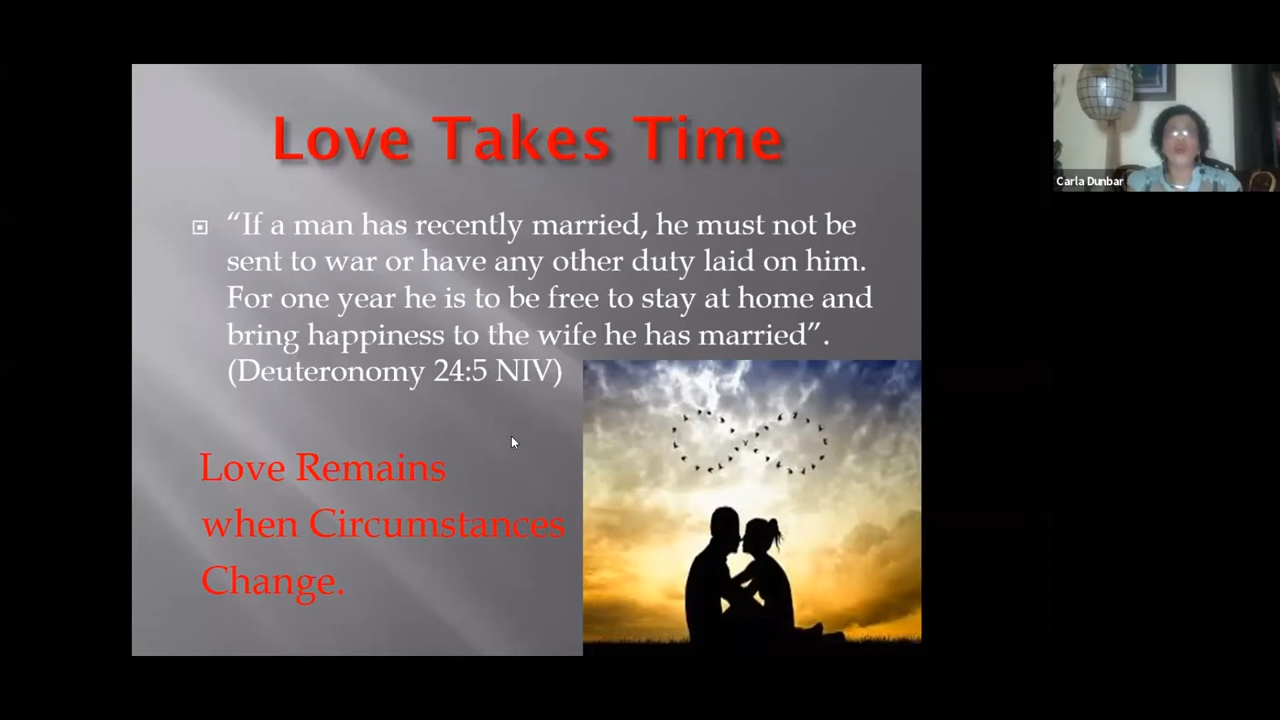 Love Takes Time
“If a man has recently married, he must not be
sent to war or have any other duty laid on him.
For one year he is to be free to stay at home and
bring happiness to the wife he has married”.
(Deuteronomy 24:5 NIV)
Love Remains
when Circumstances
Change.
Carla Dunbar